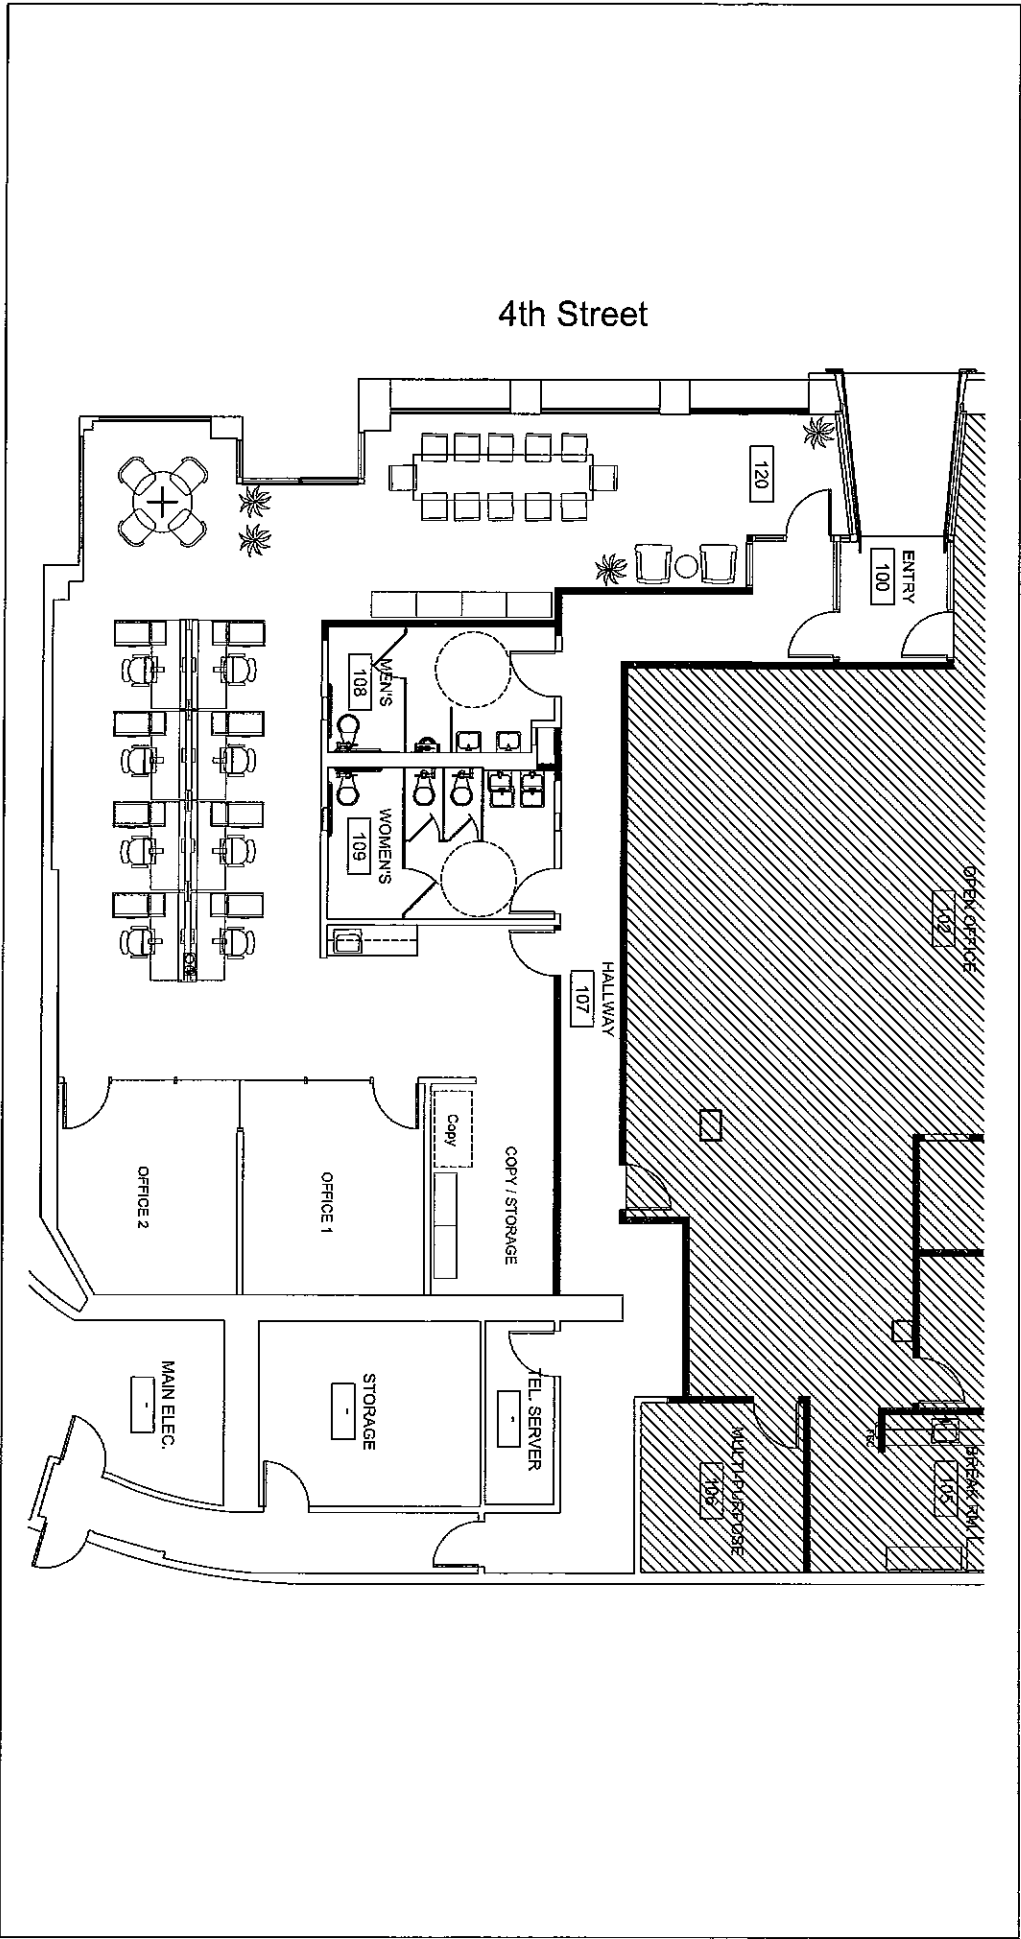 4th Street
120
ENTRY
100
MEN'S
108
WOMEN'S
109
OPEN OFFICE
102
HALLWAY
107
Copy
COPY / STORAGE
OFFICE 1
OFFICE 2
MAIN ELEC.
-
STORAGE
-
TEL. SERVER
-
MULTI-PURPOSE
106
BREAK RM.
105